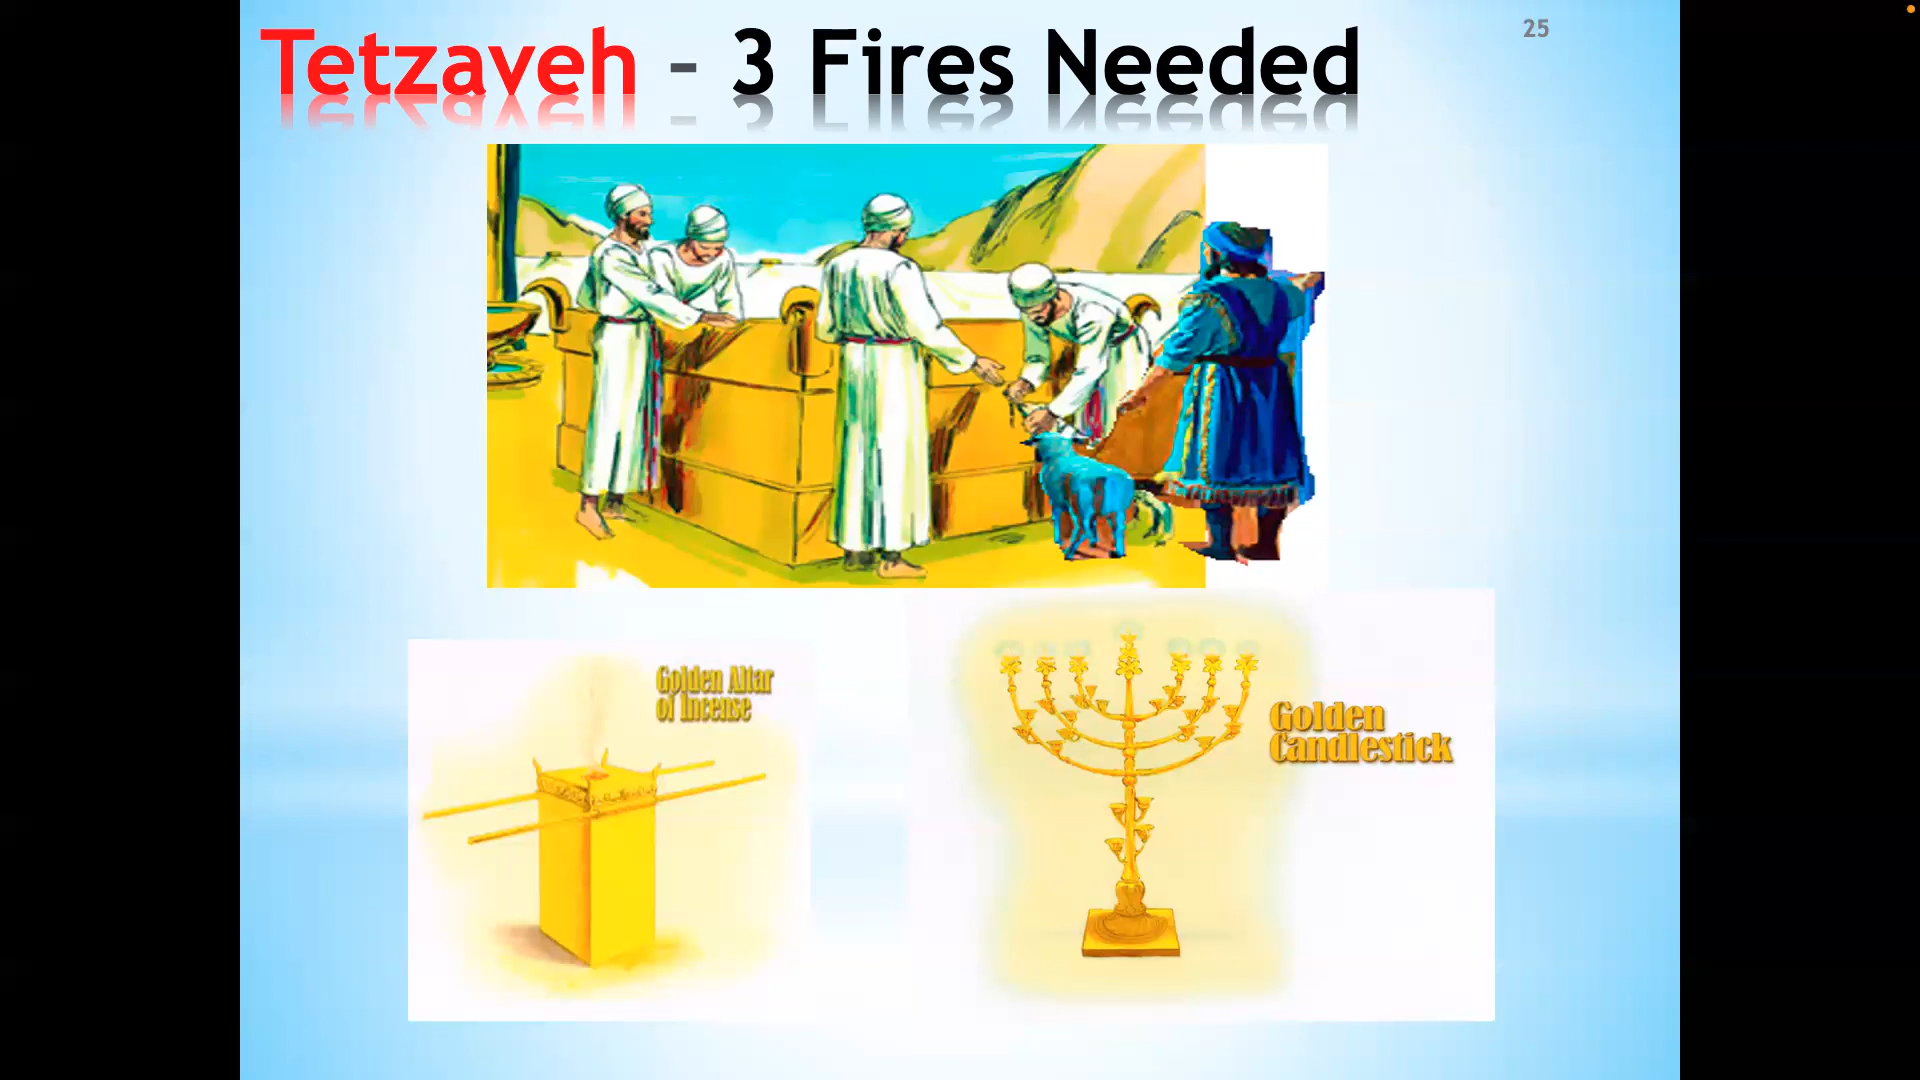 Tetzaveh - 3 Fires Needed
25
Golden Altar
of Incense
Golden
Candlestick